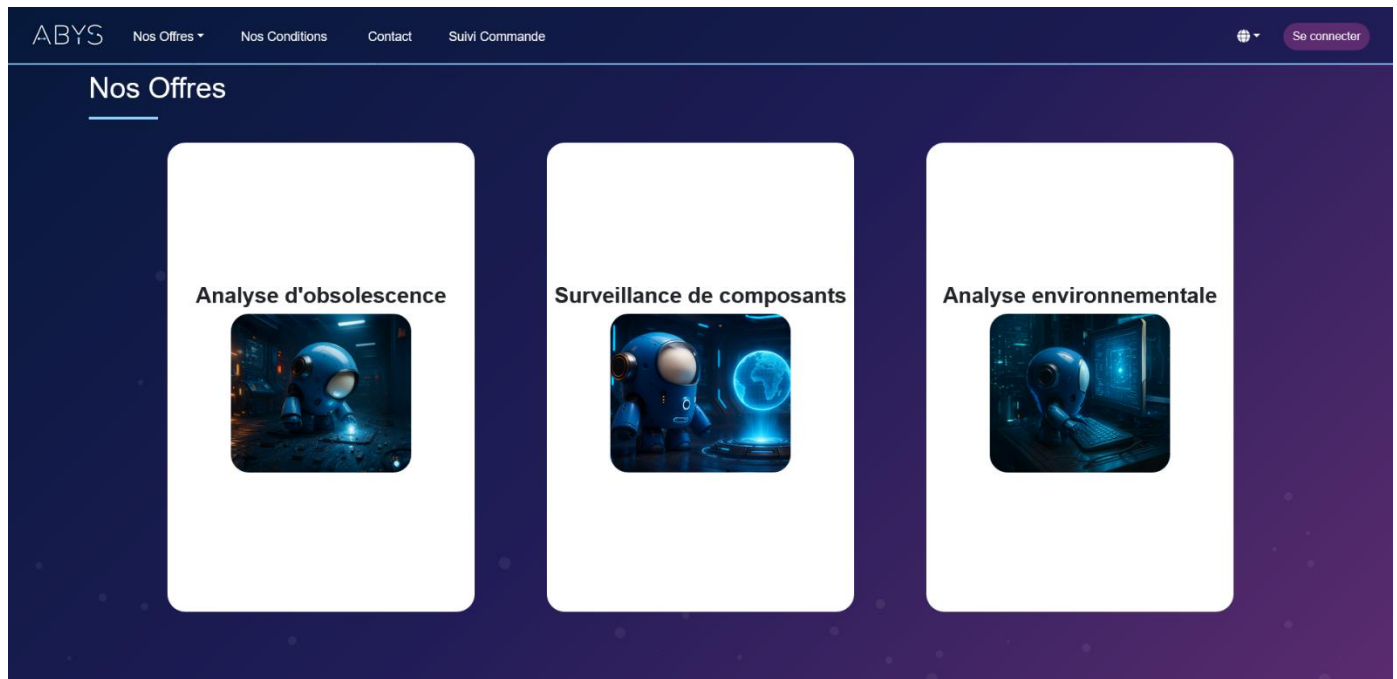 ABYS
Nos Offres
Nos Conditions
Contact
Suivi Commande
Se connecter
Nos Offres
Analyse d'obsolescence
Surveillance de composants
Analyse environnementale